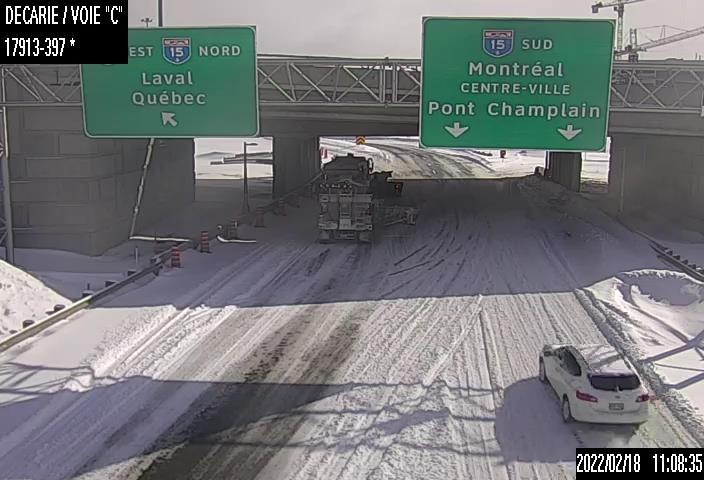 DECARIE / VOIE "C"
17913-397 *
EST 15 NORD
Laval
Québec
15 SUD
Montréal
CENTRE-VILLE
Pont Champlain
2022/02/18 11:08:35